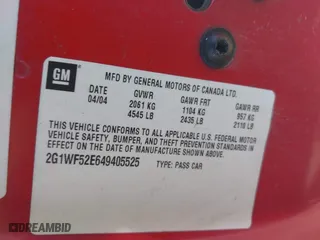 GM
MFD BY GENERAL MOTORS OF CANADA LTD.
DATE GVWR GAWR FRT GAWR RR
04/04 2061 KG 1104 KG 957 KG
4545 LB 2435 LB 2110 LB
THIS VEHICLE CONFORMS TO ALL APPLICABLE U.S. FEDERAL MOTOR
VEHICLE SAFETY, BUMPER, AND THEFT PREVENTION STANDARDS IN
EFFECT ON THE DATE OF MANUFACTURE SHOWN ABOVE.
2G1WF52E649405525 TYPE: PASS CAR
DREAMBID